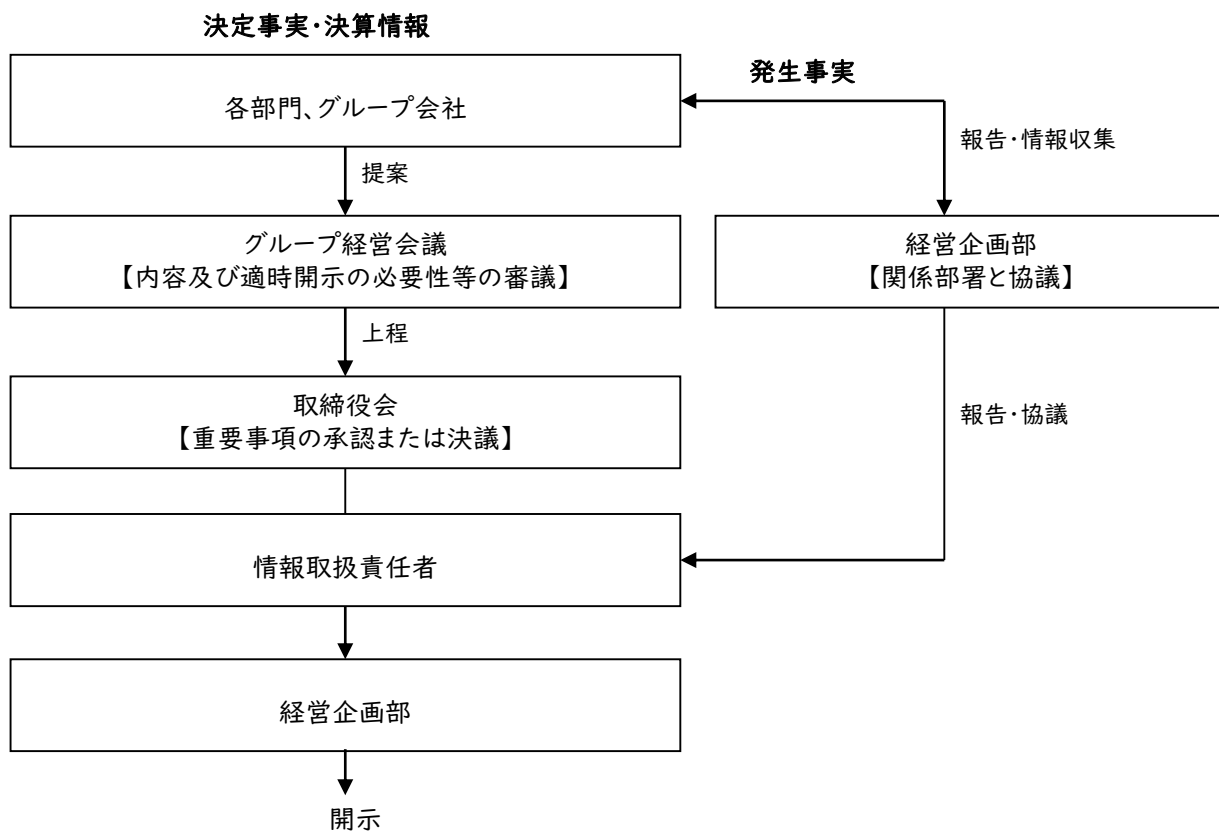 決定事実・決算情報
発生事実
各部門、グループ会社
報告・情報収集
提案
グループ経営会議
【内容及び適時開示の必要性等の審議】
経営企画部
【関係部署と協議】
上程
取締役会
【重要事項の承認または決議】
報告・協議
情報取扱責任者
経営企画部
開示